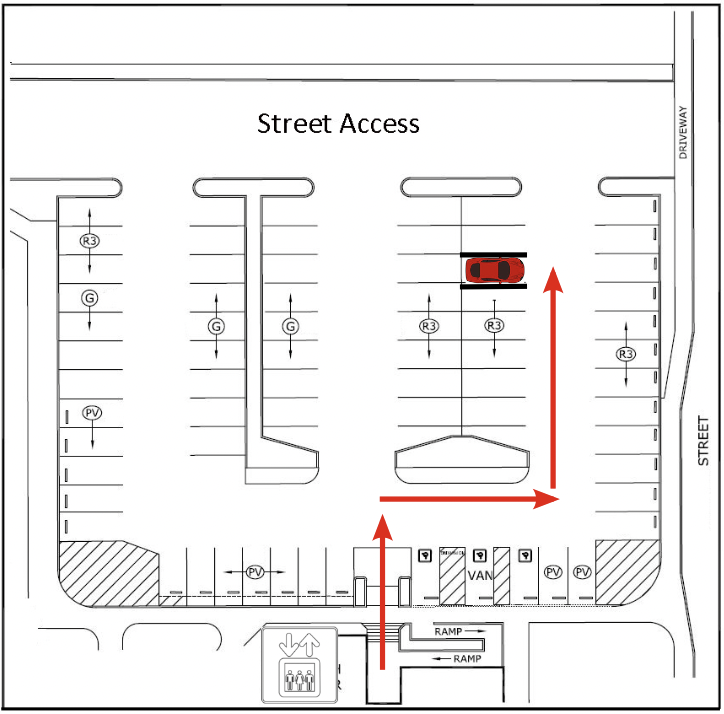 Street Access
DRIVEWAY
R3
G
G
G
R3
R3
R3
PV
STREET
PV
VAN
PV
PV
RAMP
RAMP